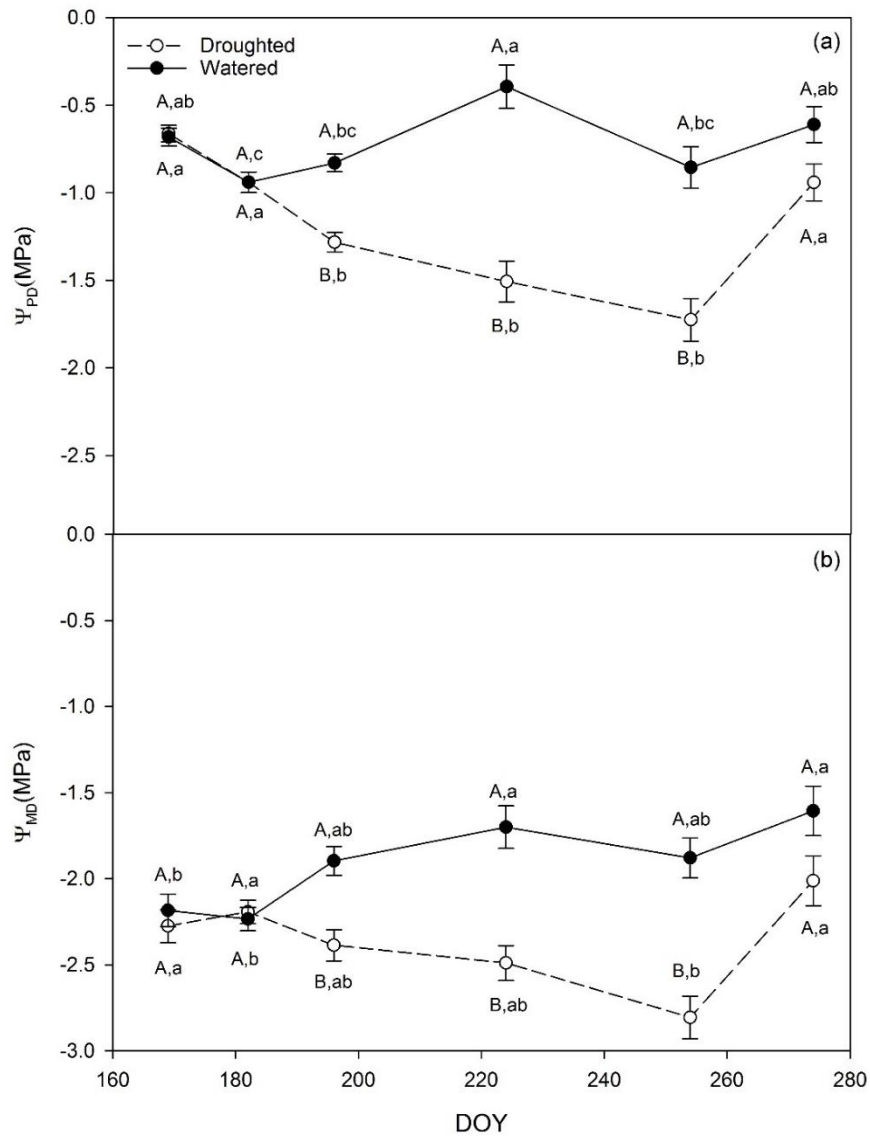 0.0
Droughted
Watered
(a)
A,a
A,ab
A,ab
-0.5
A,bc
A,bc
A,c
A,a
-1.0
A,a
A,a
B,b
-1.5
B,b
B,b
-2.0
-2.5
Ψ_PD(MPa)
0.0
(b)
-0.5
-1.0
-1.5
A,a
A,a
A,ab
A,ab
-2.0
A,b
A,a
A,a
A,a
A,b
-2.5
B,ab
B,ab
B,b
-3.0
Ψ_MD(MPa)
160 180 200 220 240 260 280
DOY